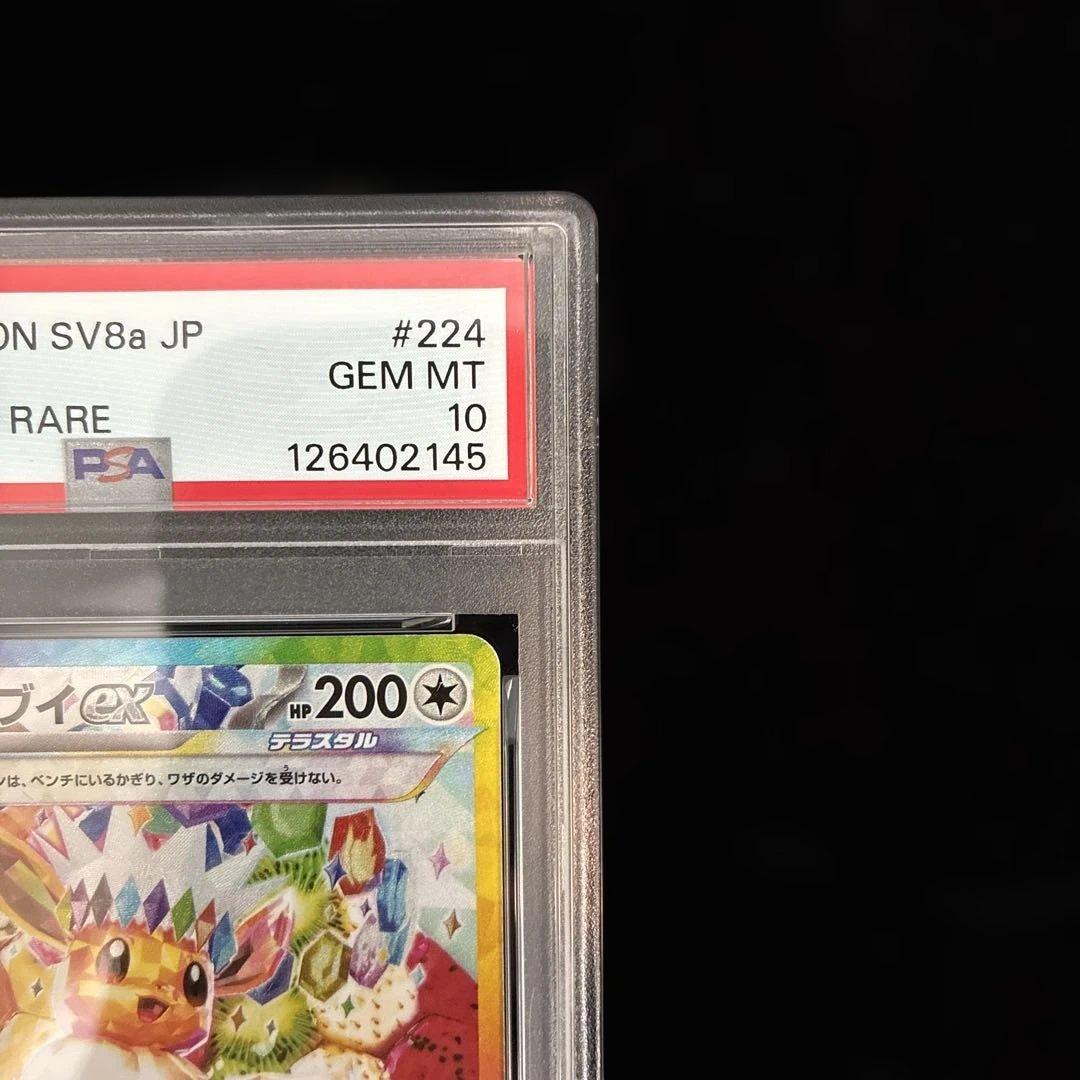 ON SV8a JP #224
GEM MT
RARE 10
PSA 126402145
ブイex HP 200
テラスタル
は、ベンチにいるかぎり、ワザのダメージを受けない。